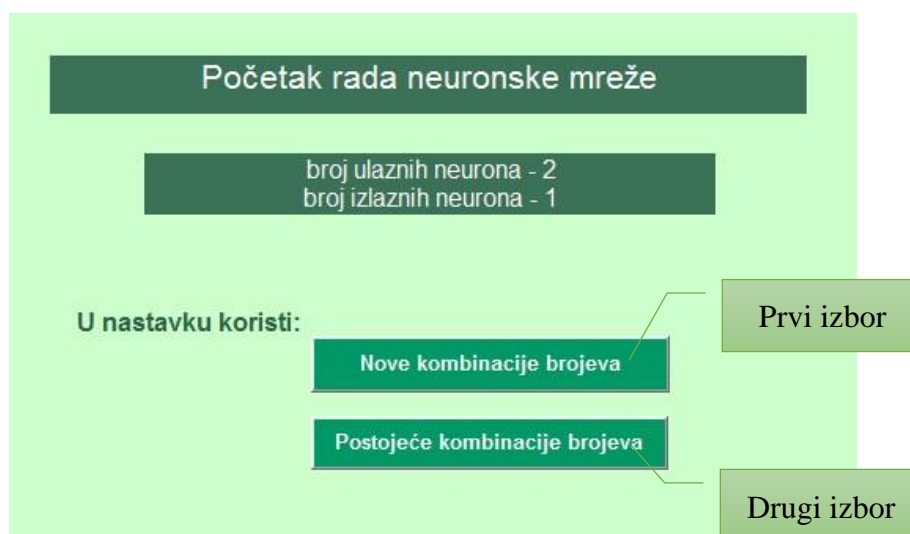 Početak rada neuronske mreže
broj ulaznih neurona - 2
broj izlaznih neurona - 1
U nastavku koristi:
Prvi izbor
Nove kombinacije brojeva
Postojeće kombinacije brojeva
Drugi izbor